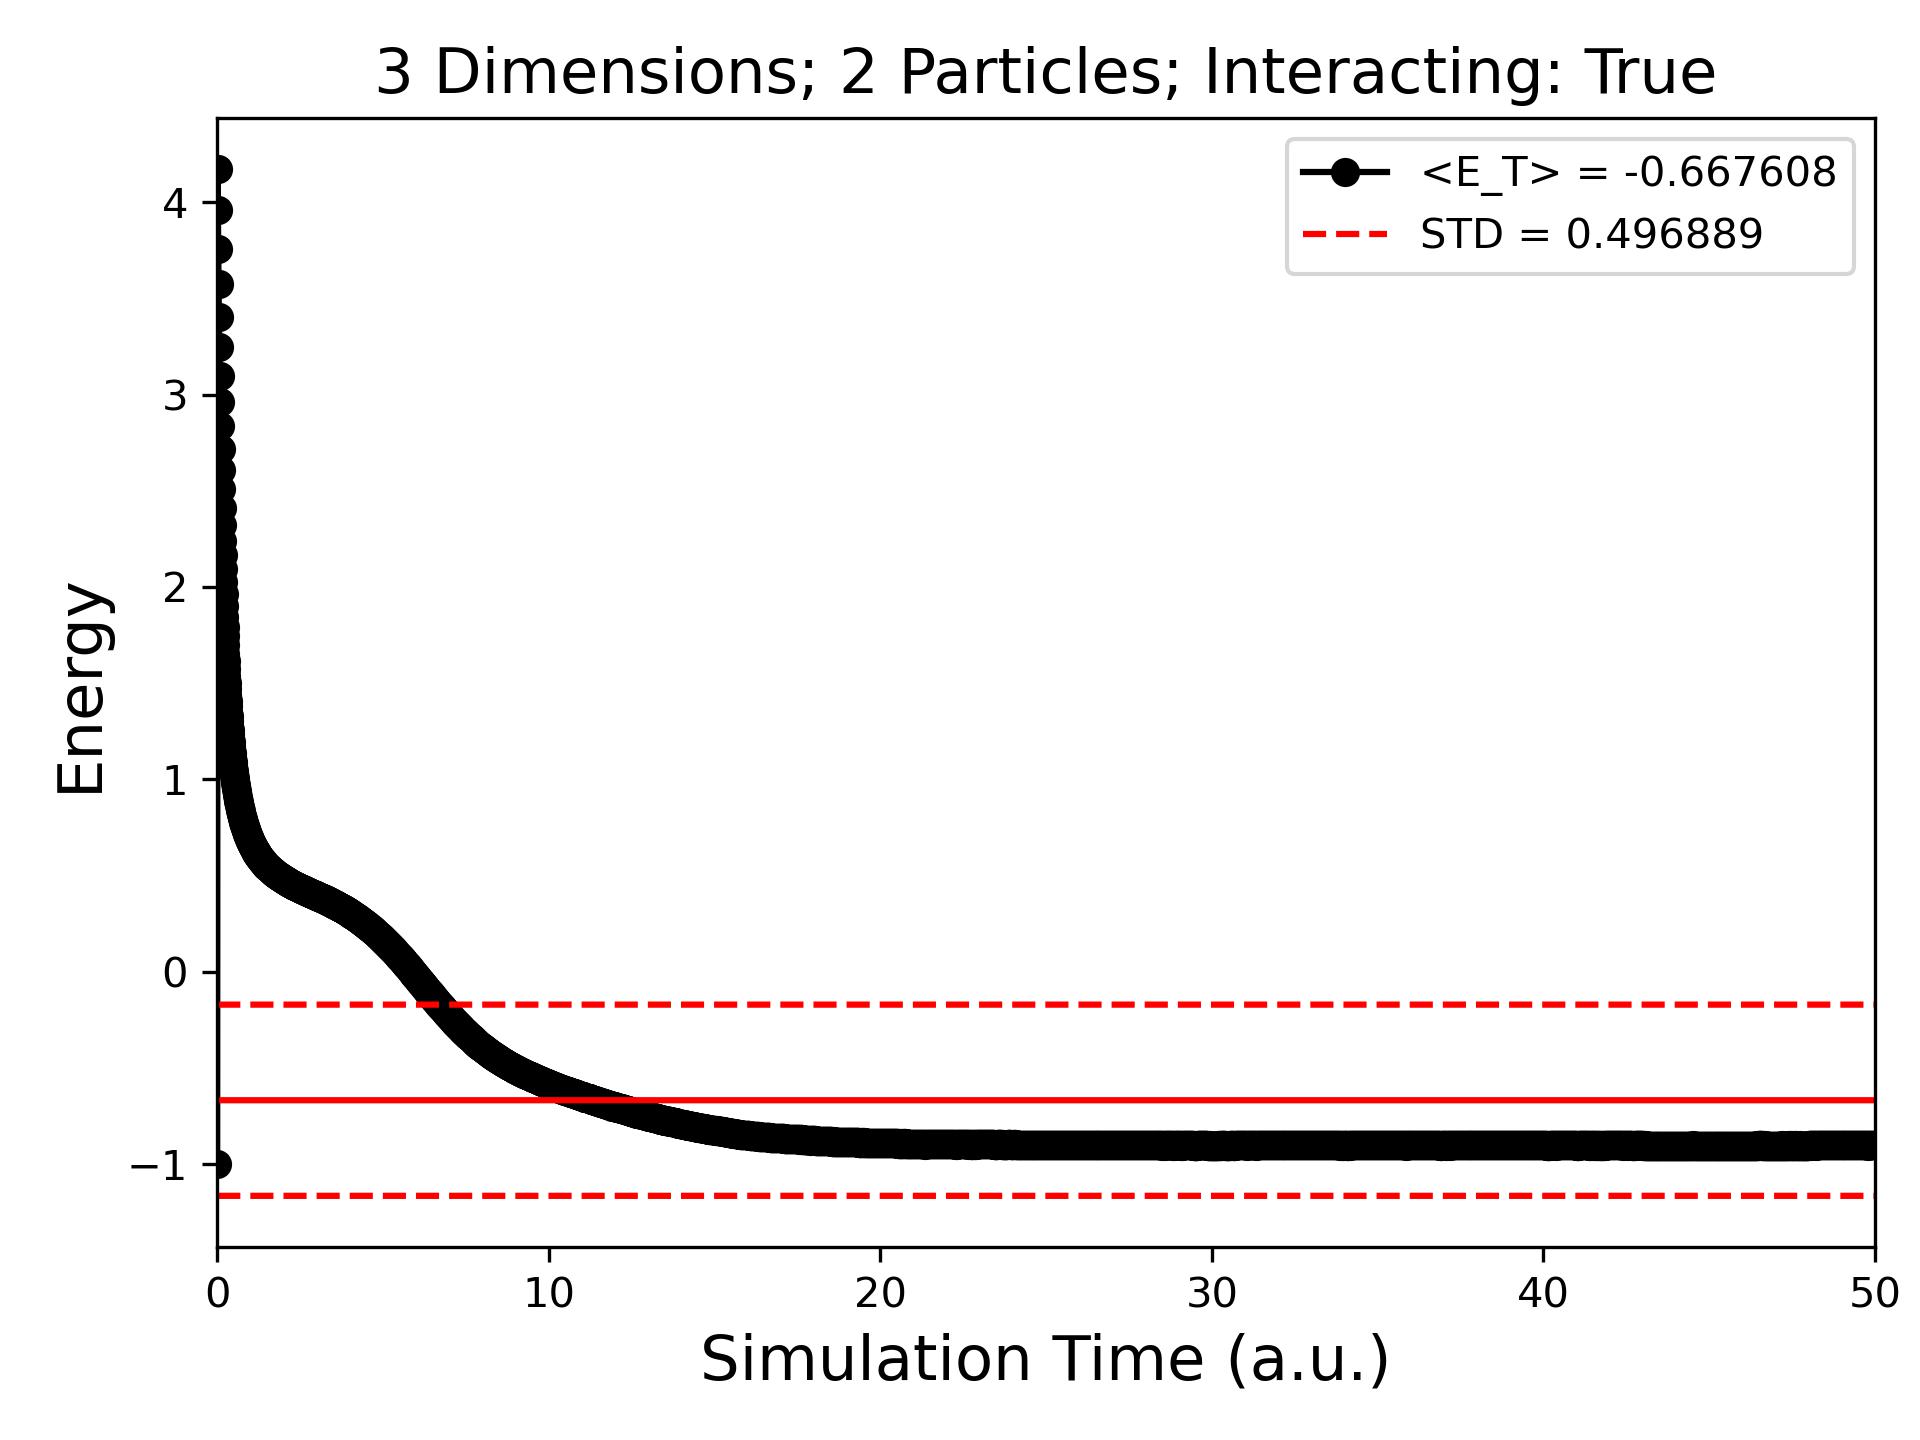 3 Dimensions; 2 Particles; Interacting: True
<E_T> = -0.667608
STD = 0.496889
4
3
2
1
0
−1
Energy
0 10 20 30 40 50
Simulation Time (a.u.)